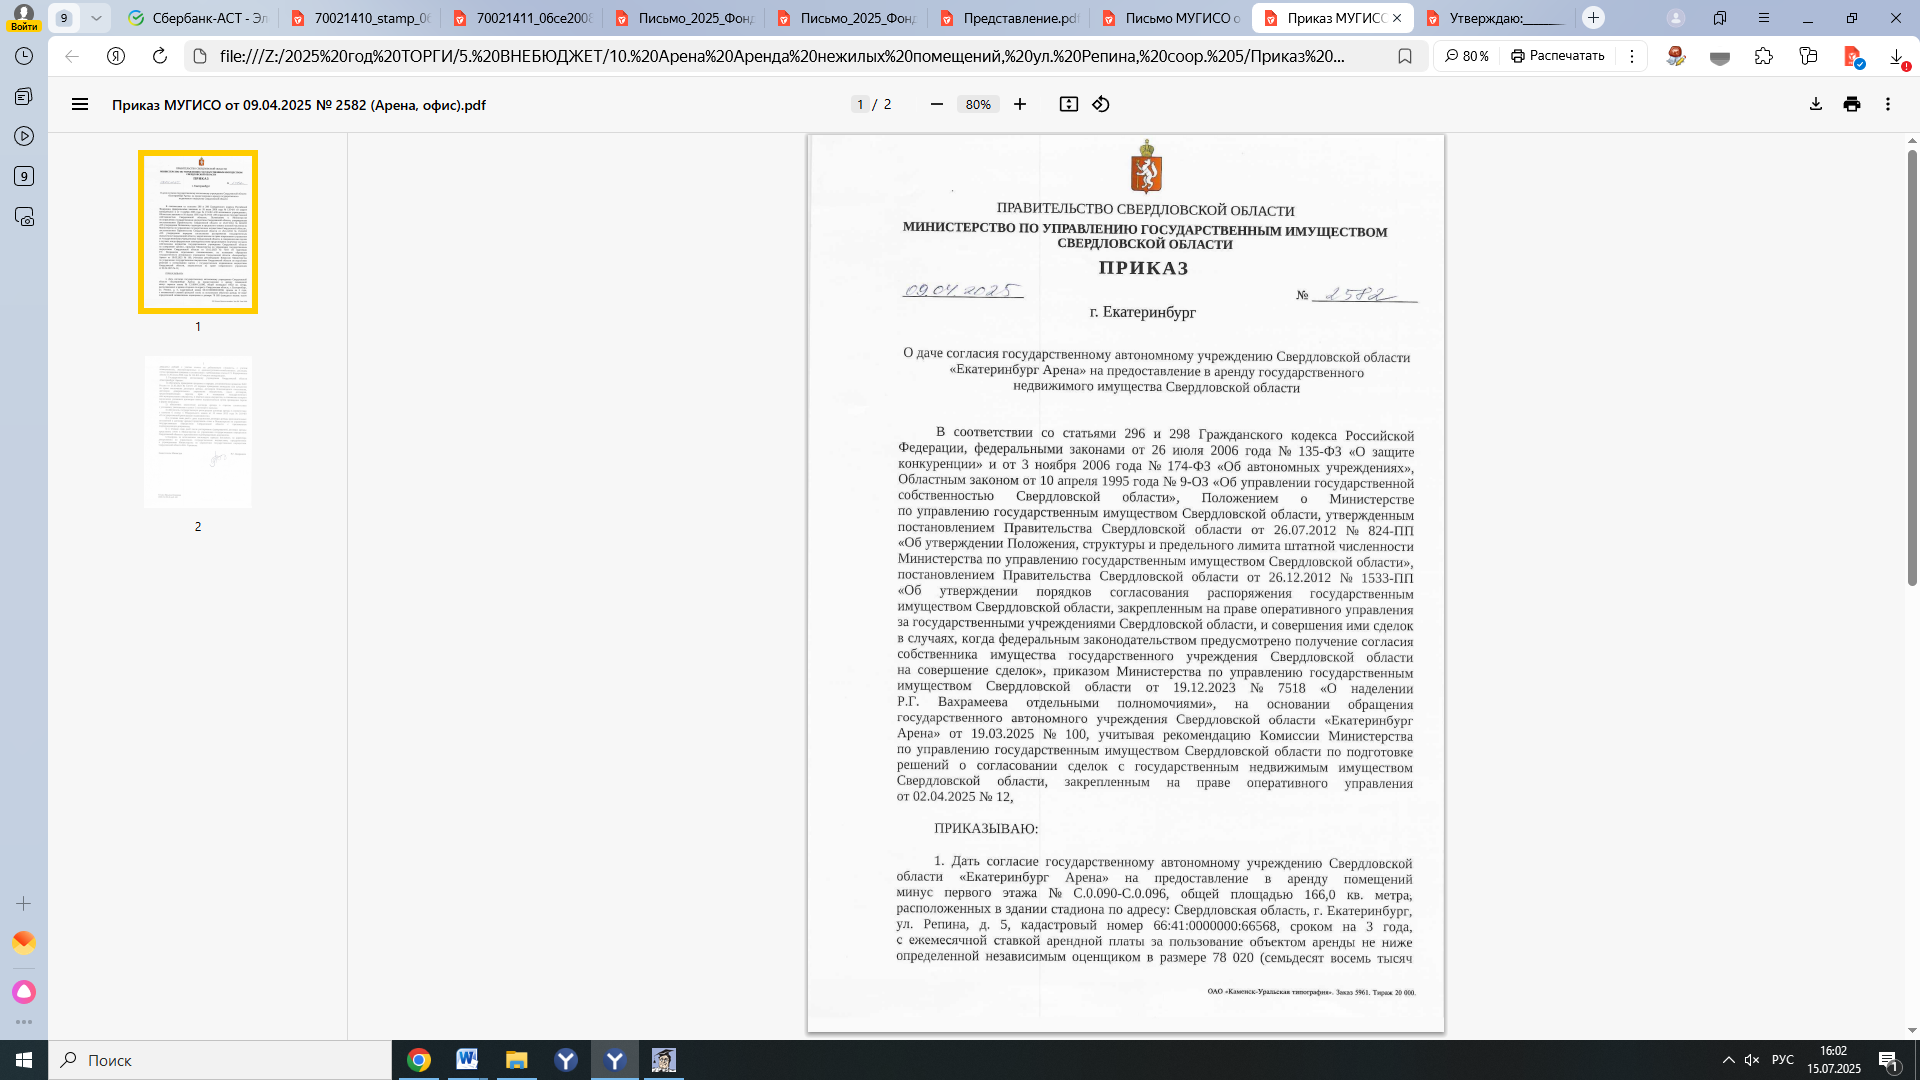 Войти
9
Сбербанк-АСТ - Эл
70021410_stamp_06
70021411_06ce2008
Письмо_2025_Фонд
Письмо_2025_Фонд
Представление.pdf
Письмо МУГИСО о
Приказ МУГИСО
Утверждаю:_______
file:///Z:/2025%20год%20ТОРГИ/5.%20ВНЕБЮДЖЕТ/10.%20Арена%20Аренда%20нежилых%20помещений,%20ул.%20Репина,%20соор.%205/Приказ%20...
80 %
Распечатать
9
Приказ МУГИСО от 09.04.2025 № 2582 (Арена, офис).pdf
1 / 2
80%
1
2
ПРАВИТЕЛЬСТВО СВЕРДЛОВСКОЙ ОБЛАСТИ
МИНИСТЕРСТВО ПО УПРАВЛЕНИЮ ГОСУДАРСТВЕННЫМ ИМУЩЕСТВОМ
СВЕРДЛОВСКОЙ ОБЛАСТИ
ПРИКАЗ
09.04.2025
№ 2582
г. Екатеринбург
О даче согласия государственному автономному учреждению Свердловской области
«Екатеринбург Арена» на предоставление в аренду государственного
недвижимого имущества Свердловской области
В соответствии со статьями 296 и 298 Гражданского кодекса Российской
Федерации, федеральными законами от 26 июля 2006 года № 135-ФЗ «О защите
конкуренции» и от 3 ноября 2006 года № 174-ФЗ «Об автономных учреждениях»,
Областным законом от 10 апреля 1995 года № 9-ОЗ «Об управлении государственной
собственностью Свердловской области», Положением о Министерстве
по управлению государственным имуществом Свердловской области, утвержденным
постановлением Правительства Свердловской области от 26.07.2012 № 824-ПП
«Об утверждении Положения, структуры и предельного лимита штатной численности
Министерства по управлению государственным имуществом Свердловской области»,
постановлением Правительства Свердловской области от 26.12.2012 № 1533-ПП
«Об утверждении порядков согласования распоряжения государственным
имуществом Свердловской области, закрепленным на праве оперативного управления
за государственными учреждениями Свердловской области, и совершения ими сделок
в случаях, когда федеральным законодательством предусмотрено получение согласия
собственника имущества государственного учреждения Свердловской области
на совершение сделок», приказом Министерства по управлению государственным
имуществом Свердловской области от 19.12.2023 № 7518 «О наделении
Р.Г. Вахрамеева отдельными полномочиями», на основании обращения
государственного автономного учреждения Свердловской области «Екатеринбург
Арена» от 19.03.2025 № 100, учитывая рекомендацию Комиссии Министерства
по управлению государственным имуществом Свердловской области по подготовке
решений о согласовании сделок с государственным недвижимым имуществом
Свердловской области, закрепленным на праве оперативного управления
от 02.04.2025 № 12,
ПРИКАЗЫВАЮ:
1. Дать согласие государственному автономному учреждению Свердловской
области «Екатеринбург Арена» на предоставление в аренду помещений
минус первого этажа № С.0.090-С.0.096, общей площадью 166,0 кв. метра,
расположенных в здании стадиона по адресу: Свердловская область, г. Екатеринбург,
ул. Репина, д. 5, кадастровый номер 66:41:0000000:66568, сроком на 3 года,
с ежемесячной ставкой арендной платы за пользование объектом аренды не ниже
определенной независимым оценщиком в размере 78 020 (семьдесят восемь тысяч
ОАО «Каменск-Уральская типография». Заказ 5961. Тираж 20 000.
Поиск
РУС
16:02
15.07.2025
1